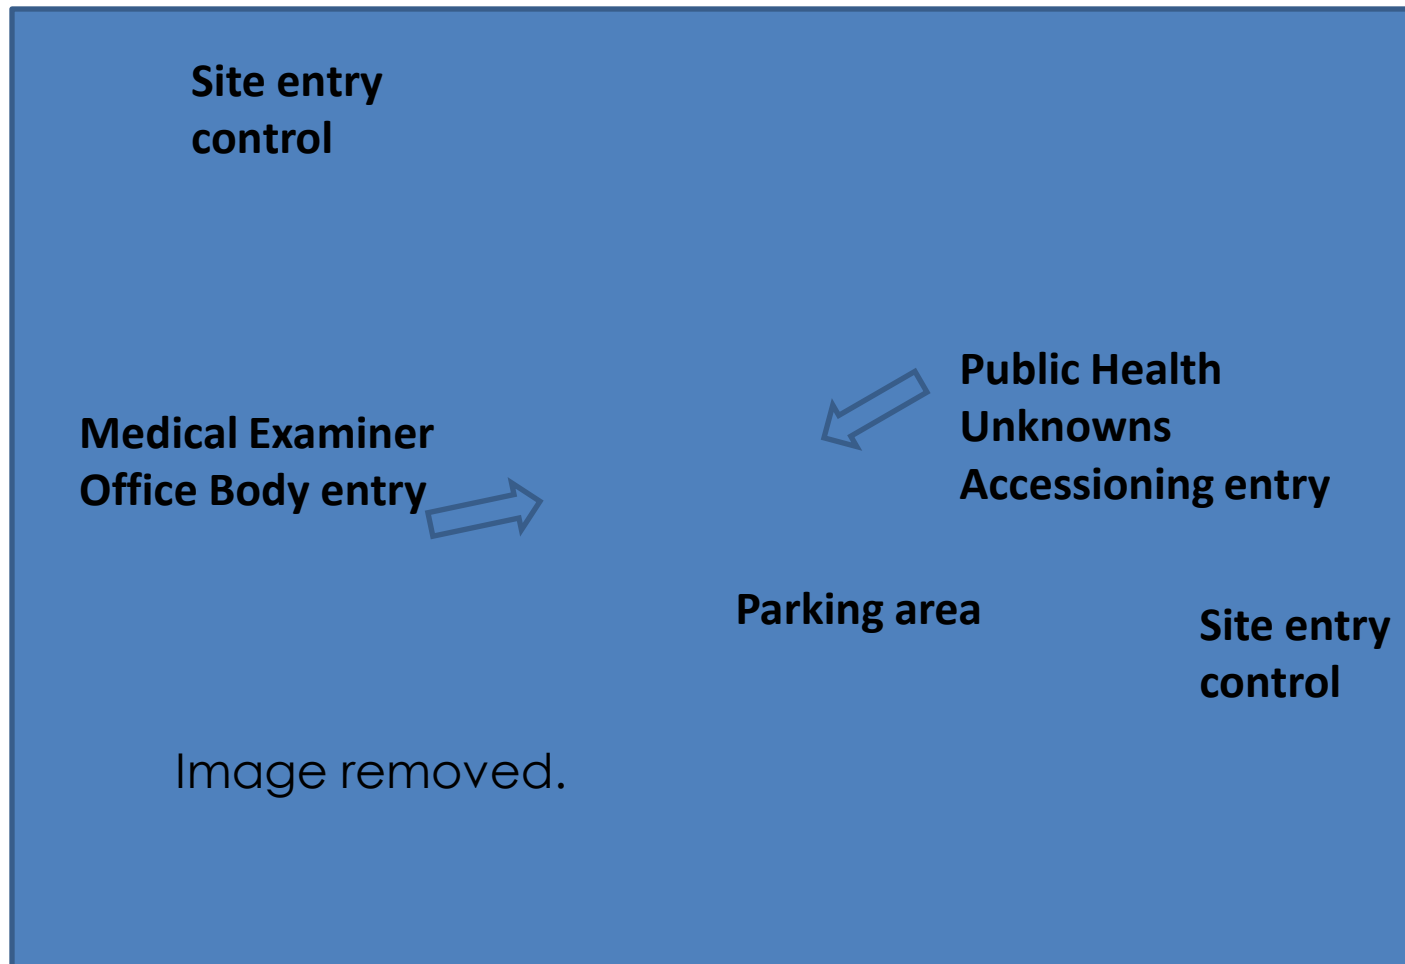 Site entry
control
Public Health
Unknowns
Accessioning entry
Medical Examiner
Office Body entry
Parking area
Site entry
control
Image removed.